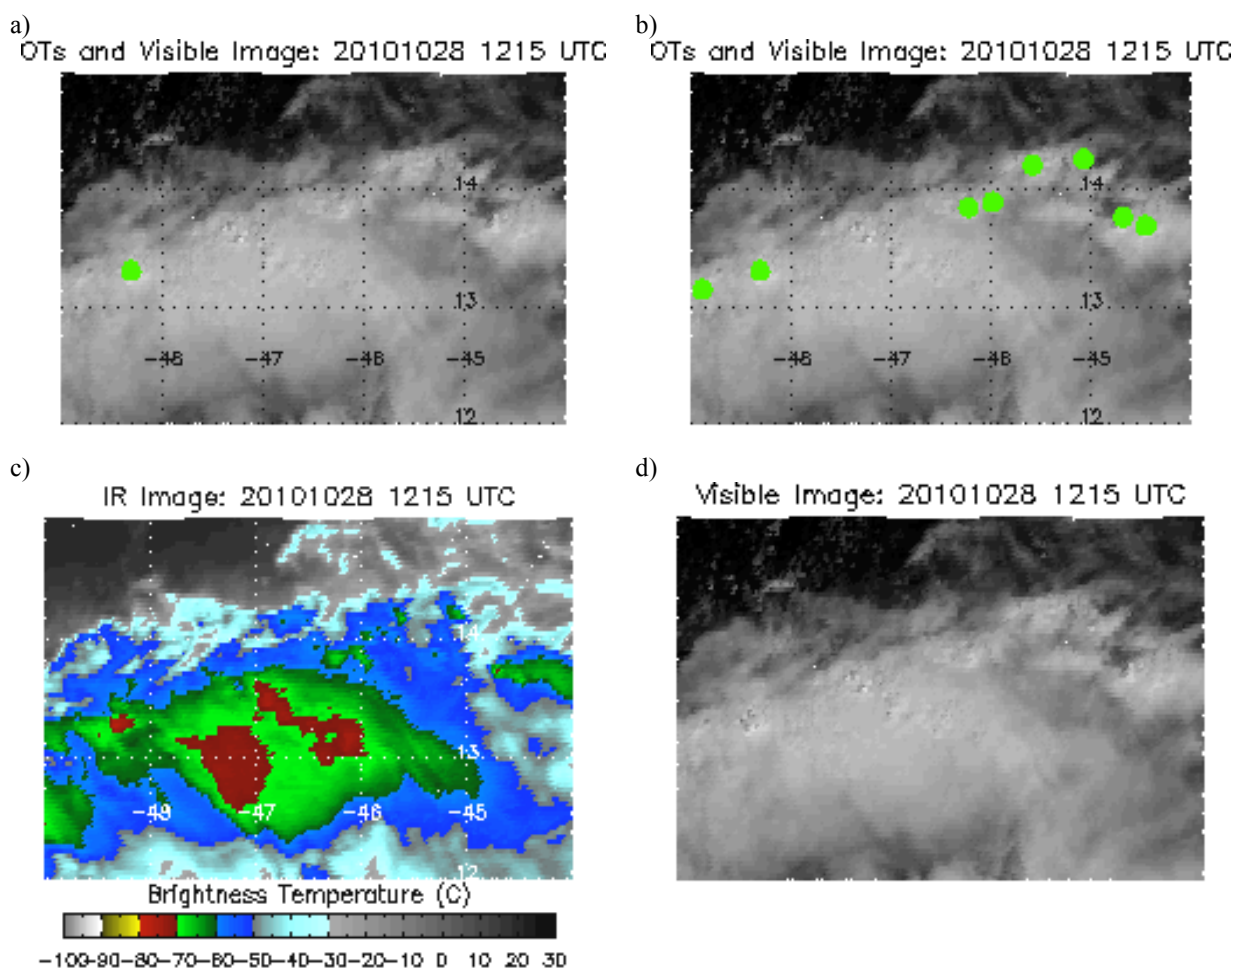 a)
OTs and Visible Image: 20101028 1215 UTC
14
13
-48 -47 -46 -45
12
b)
OTs and Visible Image: 20101028 1215 UTC
14
13
-48 -47 -46 -45
12
c)
IR Image: 20101028 1215 UTC
14
13
-48 -47 -46 -45
12
Brightness Temperature (C)
-100-90-80-70-60-50-40-30-20-10 0 10 20 30
d)
Visible Image: 20101028 1215 UTC